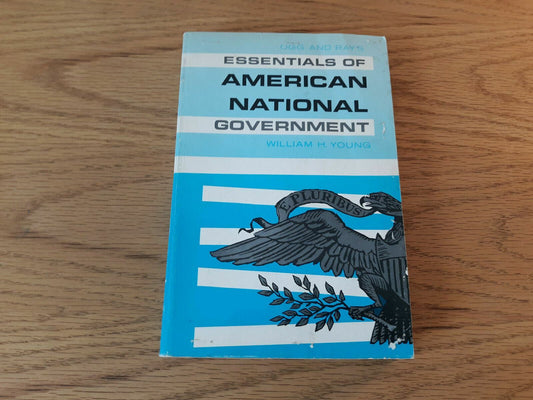 OGG AND RAY'S
ESSENTIALS OF
AMERICAN
NATIONAL
GOVERNMENT
WILLIAM H. YOUNG
E PLURIBUS